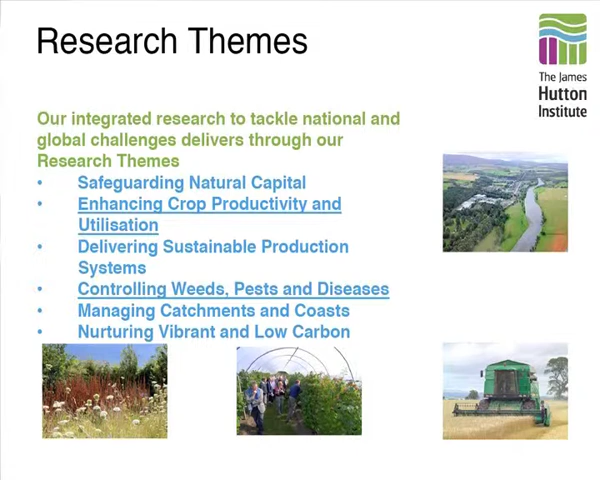 Research Themes
The James
Hutton
Institute
Our integrated research to tackle national and
global challenges delivers through our
Research Themes
• Safeguarding Natural Capital
• Enhancing Crop Productivity and
Utilisation
• Delivering Sustainable Production
Systems
• Controlling Weeds, Pests and Diseases
• Managing Catchments and Coasts
• Nurturing Vibrant and Low Carbon